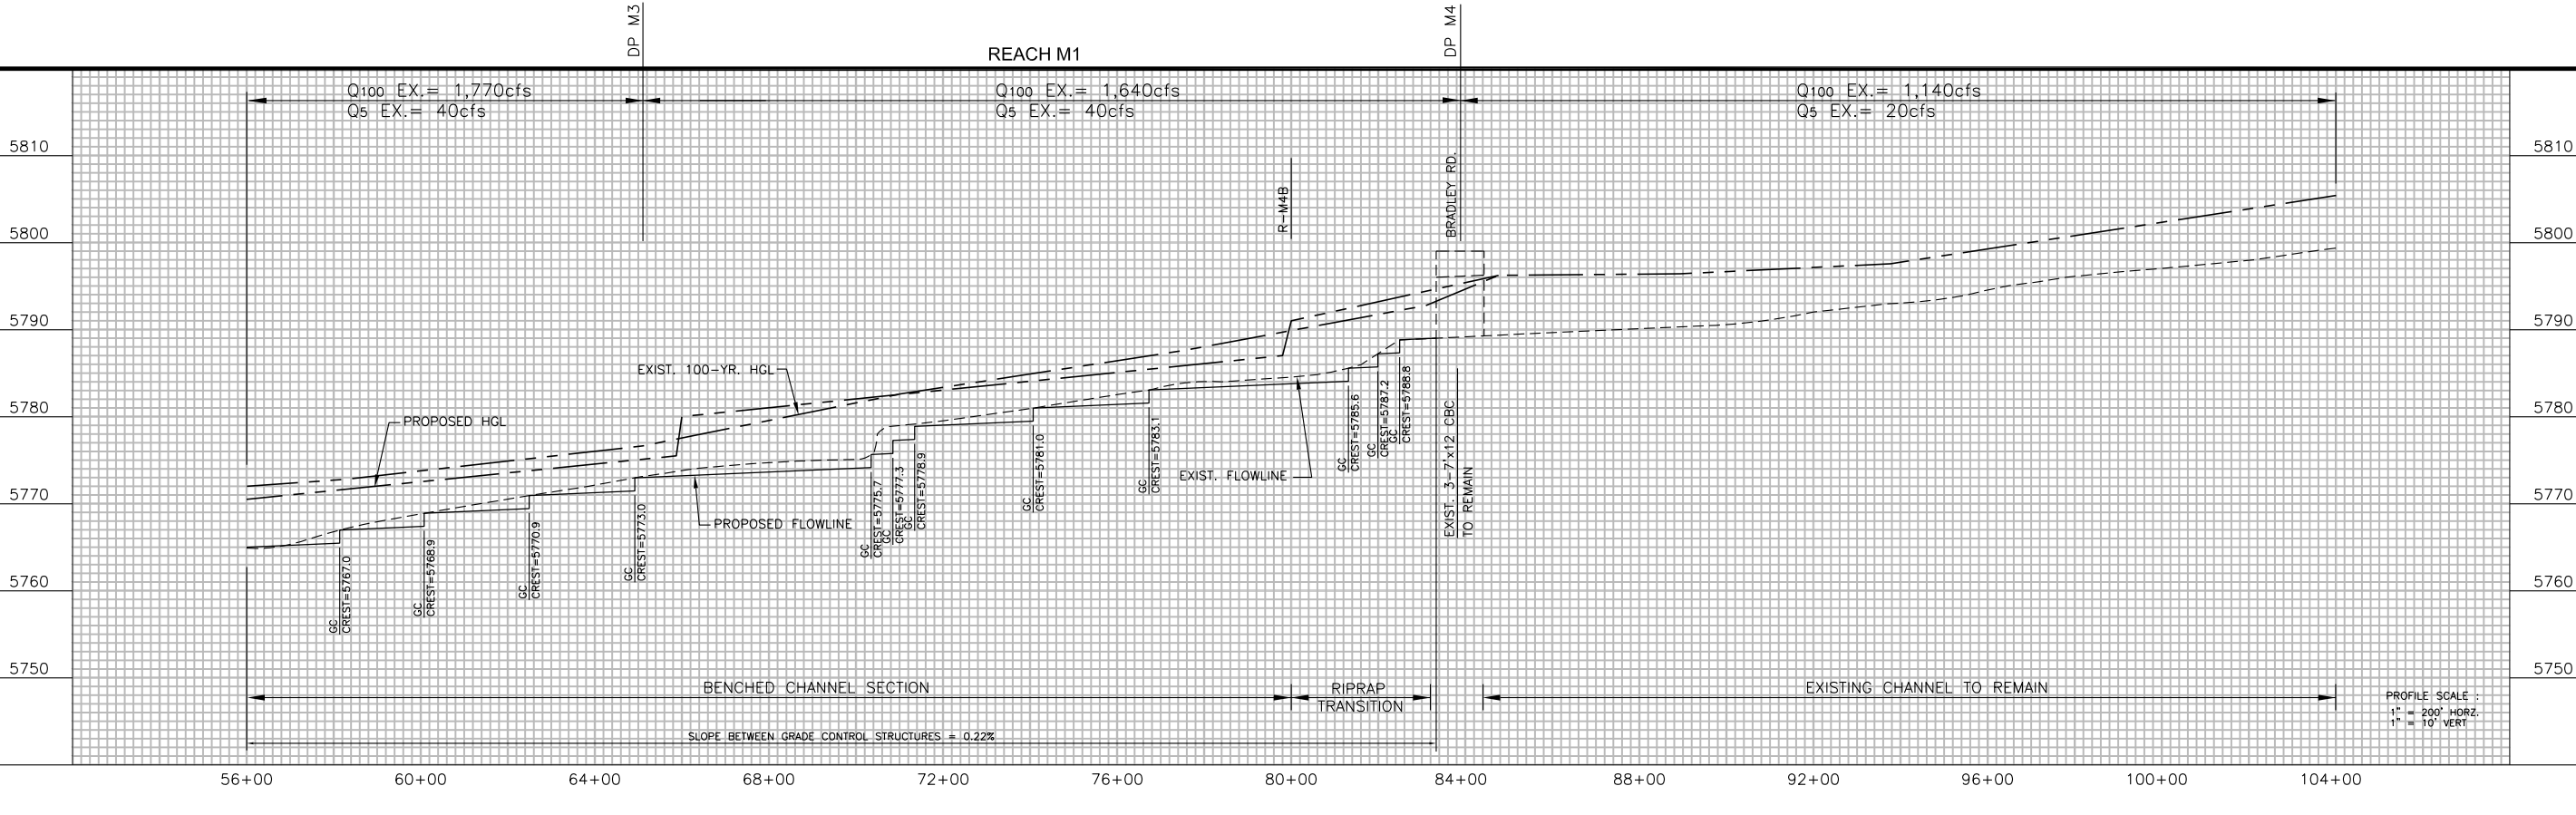 DP M3
DP M4
REACH M1
Q100 EX.= 1,770cfs
Q5 EX.= 40cfs
Q100 EX.= 1,640cfs
Q5 EX.= 40cfs
Q100 EX.= 1,140cfs
Q5 EX.= 20cfs
5810
5800
5790
5780
5770
5760
5750
5810
5800
5790
5780
5770
5760
5750
R-M4B
BRADLEY RD.
EXIST. 100-YR. HGL
PROPOSED HGL
EXIST. FLOWLINE
PROPOSED FLOWLINE
GC
CREST=5767.0
GC
CREST=5768.9
GC
CREST=5770.9
GC
CREST=5773.0
GC
CREST=5775.7
GC
CREST=5777.3
GC
CREST=5778.9
GC
CREST=5781.0
GC
CREST=5783.1
GC
CREST=5785.6
GC
CREST=5787.2
GC
CREST=5788.8
EXIST. 3-7'x12 CBC
TO REMAIN
BENCHED CHANNEL SECTION
RIPRAP
TRANSITION
EXISTING CHANNEL TO REMAIN
PROFILE SCALE :
1" = 200' HORZ.
1" = 10' VERT
SLOPE BETWEEN GRADE CONTROL STRUCTURES = 0.22%
56+00 60+00 64+00 68+00 72+00 76+00 80+00 84+00 88+00 92+00 96+00 100+00 104+00